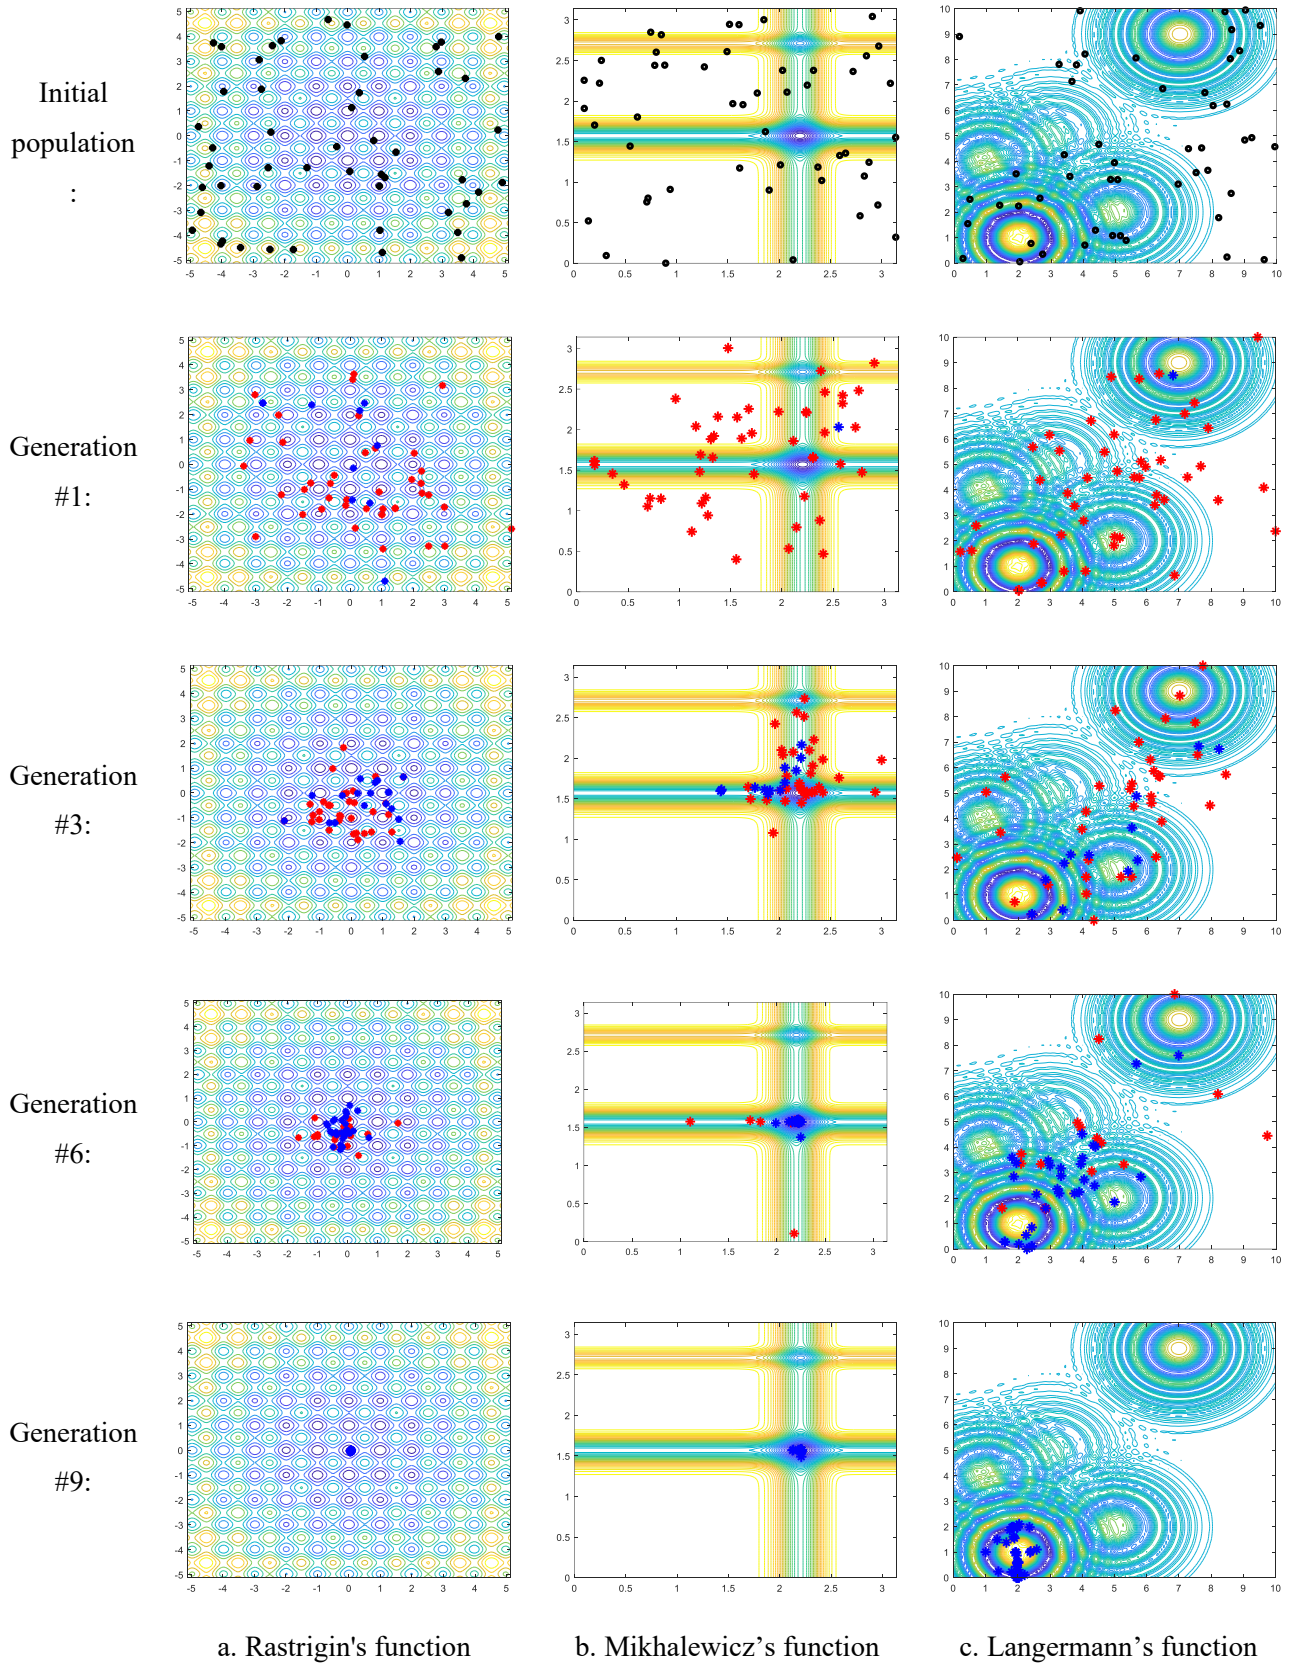 Initial
population
:
Generation
#1:
Generation
#3:
Generation
#6:
Generation
#9:
a. Rastrigin's function
b. Mikhalewicz’s function
c. Langermann’s function